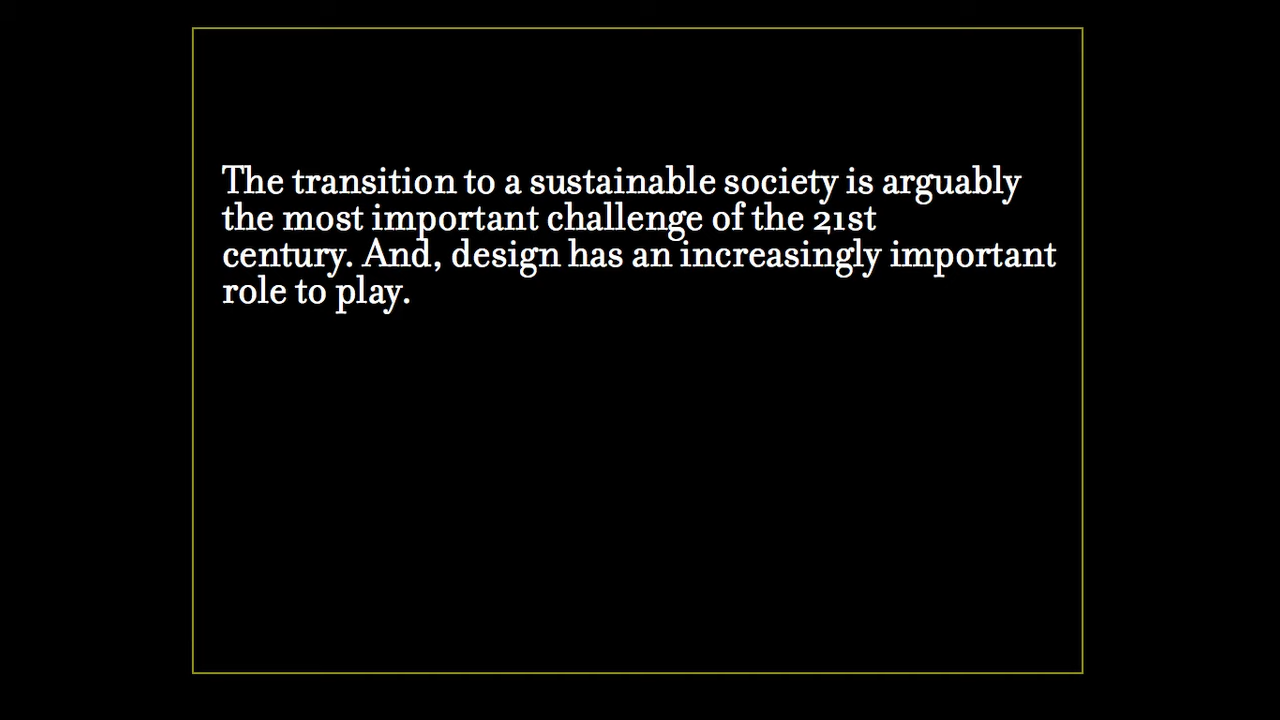 The transition to a sustainable society is arguably
the most important challenge of the 21st
century. And, design has an increasingly important
role to play.